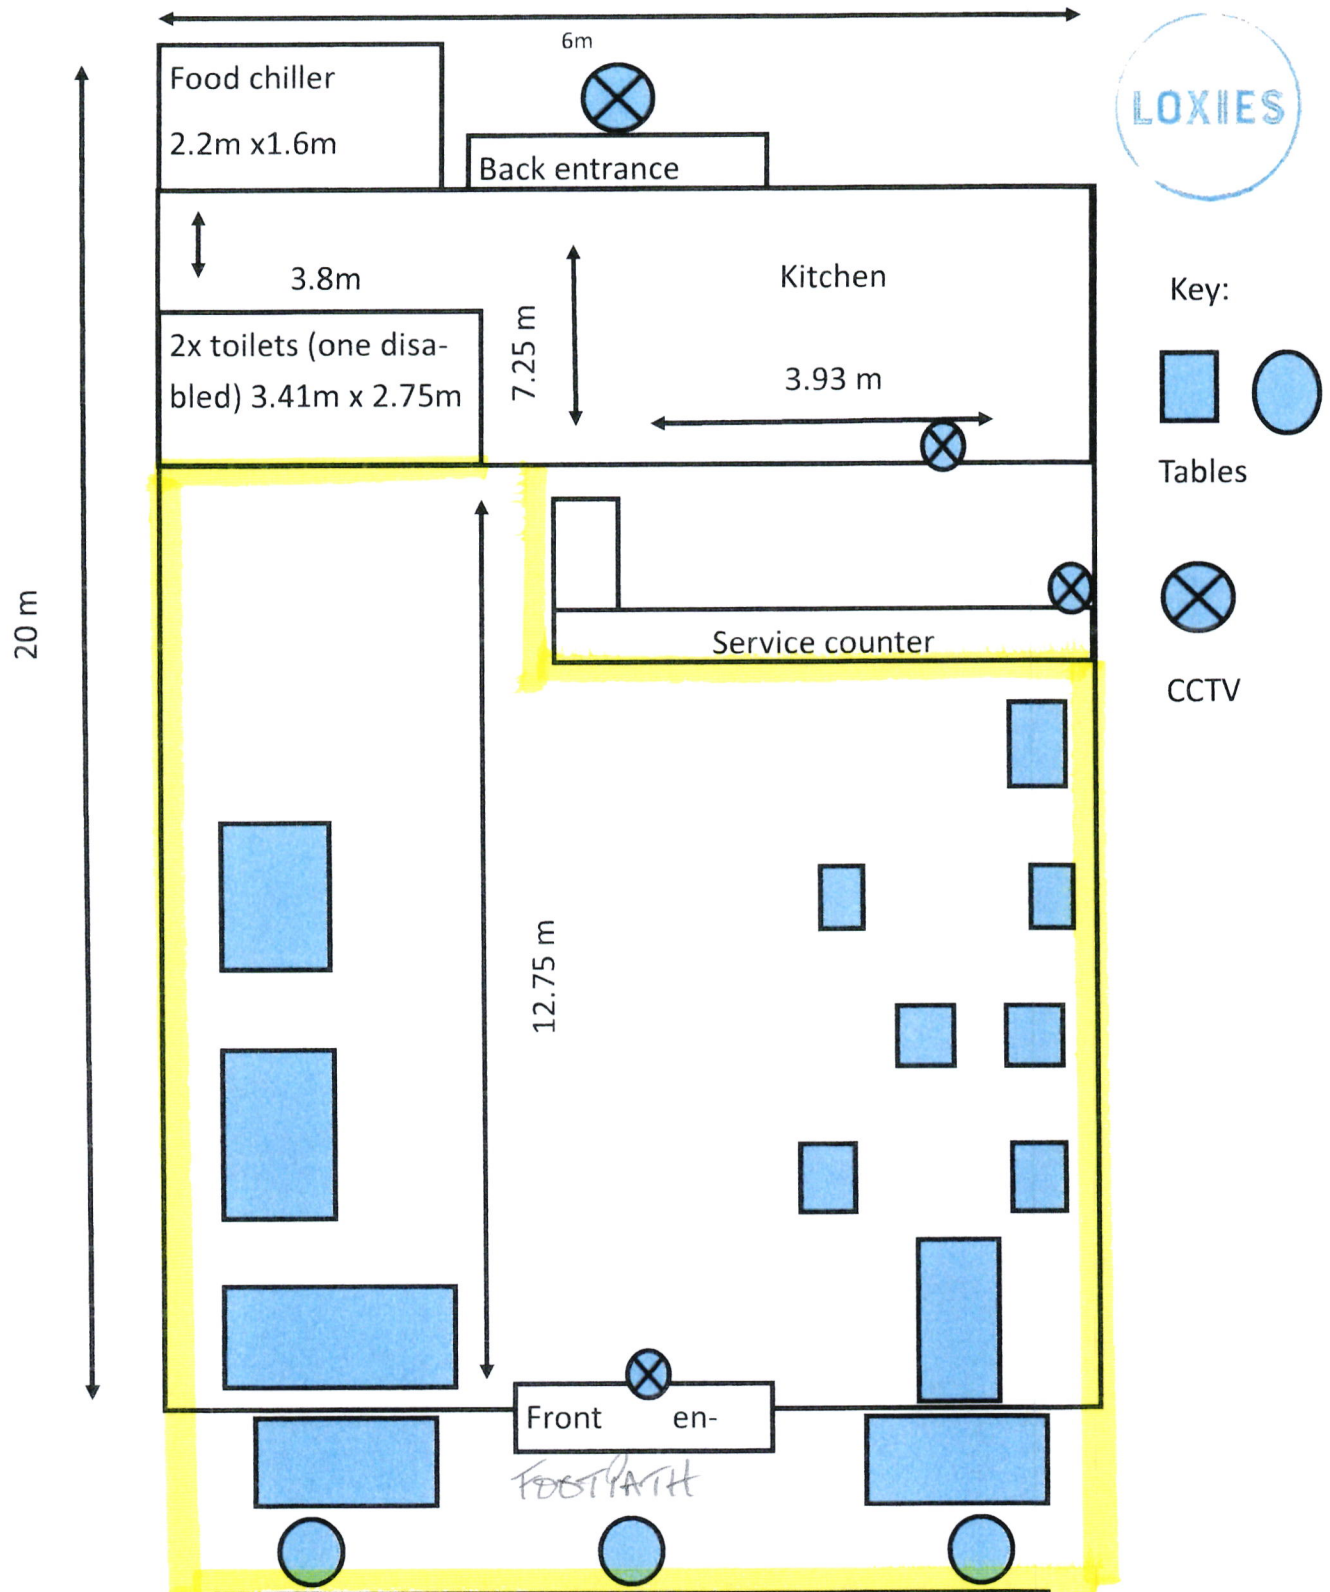 6m
LOXIES
Food chiller
2.2m x1.6m
Back entrance
3.8m
Kitchen
Key:
2x toilets (one disa-
bled) 3.41m x 2.75m
7.25 m
3.93 m
Tables
20 m
Service counter
CCTV
12.75 m
Front en-
FOOTPATH